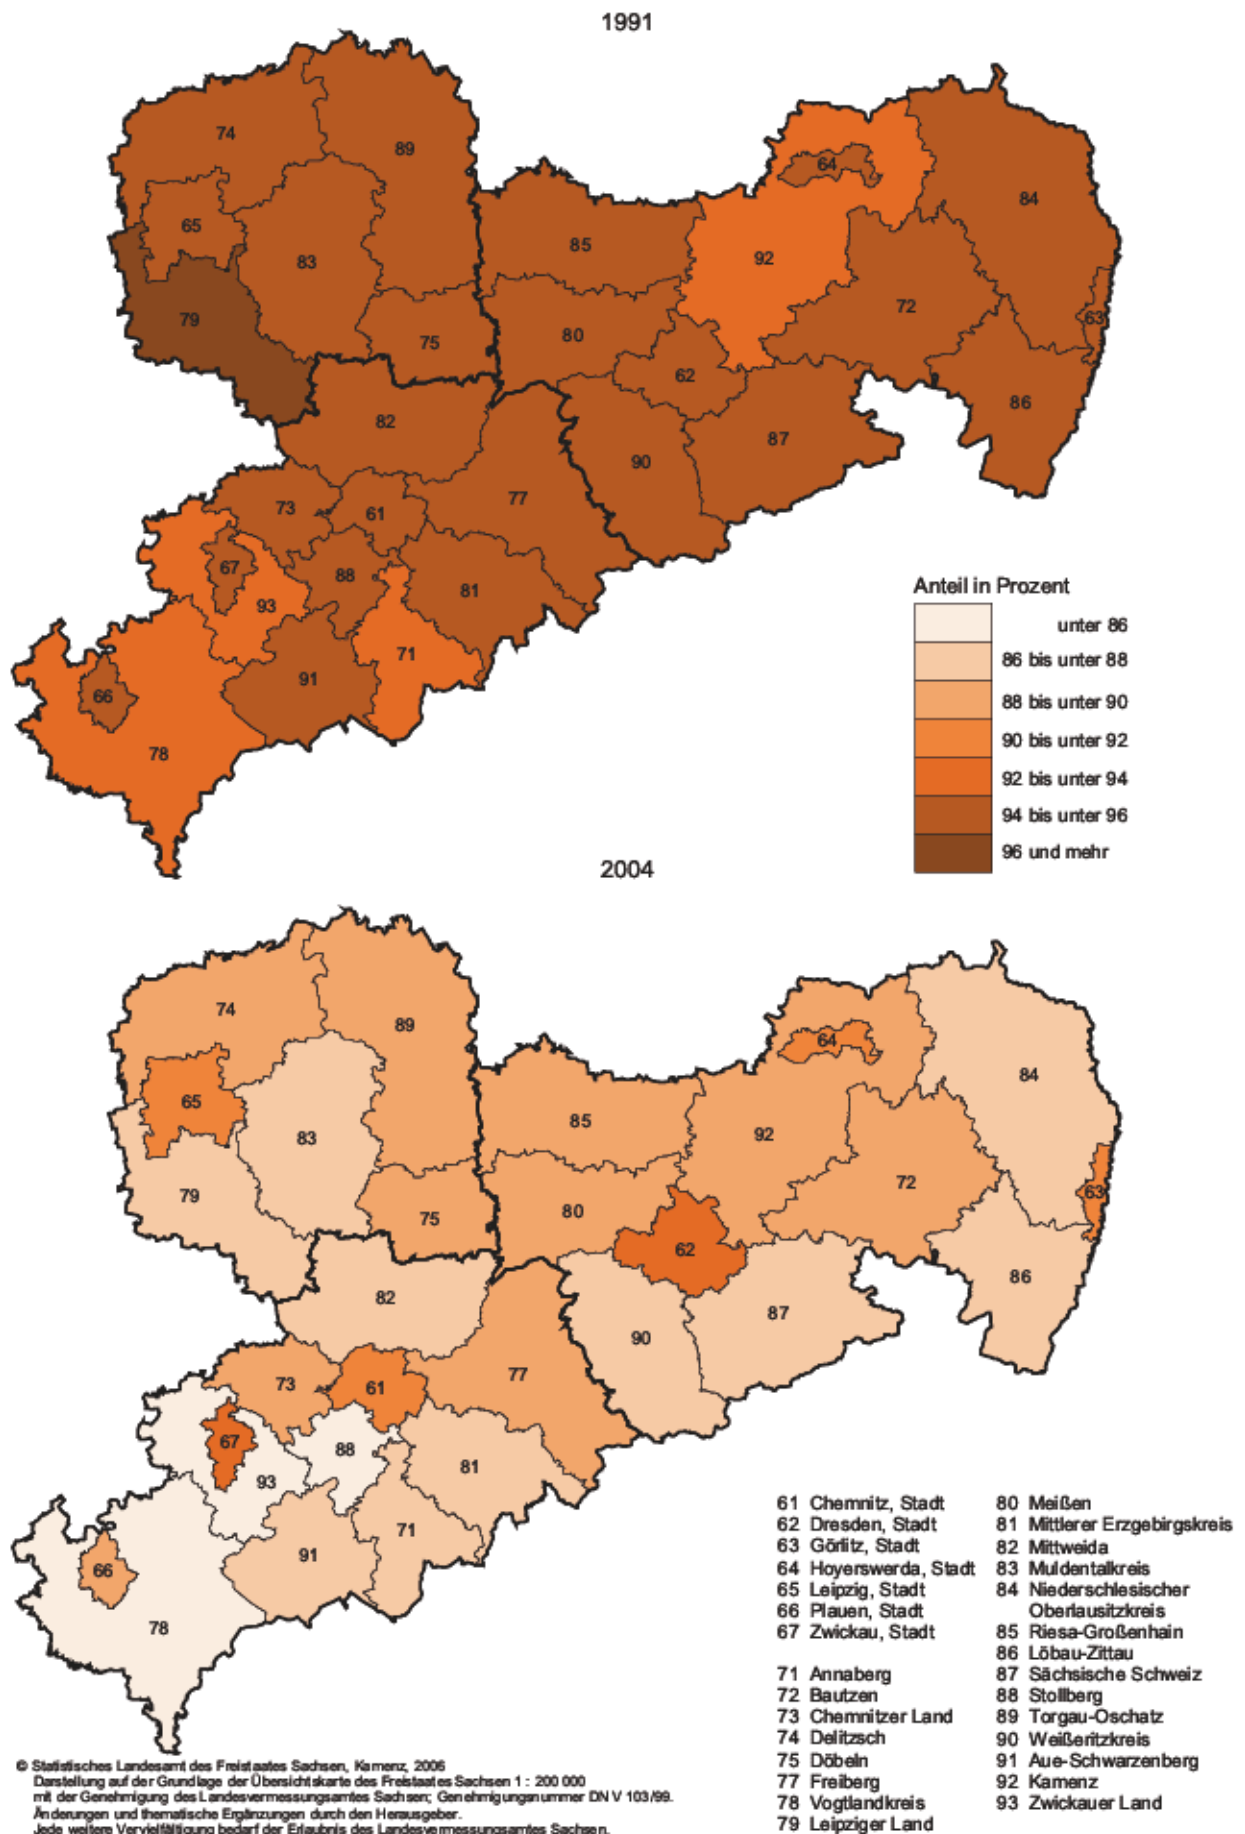 1991
74
89
64
84
65
85
83
92
79
72
63
75
80
62
86
82
87
90
73
61
77
67
88
93
81
71
91
66
78
Anteil in Prozent
unter 86
86 bis unter 88
88 bis unter 90
90 bis unter 92
92 bis unter 94
94 bis unter 96
96 und mehr
2004
74
89
64
84
65
85
83
92
79
72
63
75
80
62
86
82
87
90
73
61
77
67
88
93
81
71
91
66
78
61 Chemnitz, Stadt
62 Dresden, Stadt
63 Görlitz, Stadt
64 Hoyerswerda, Stadt
65 Leipzig, Stadt
66 Plauen, Stadt
67 Zwickau, Stadt
71 Annaberg
72 Bautzen
73 Chemnitzer Land
74 Delitzsch
75 Döbeln
77 Freiberg
78 Vogtlandkreis
79 Leipziger Land
80 Meißen
81 Mittlerer Erzgebirgskreis
82 Mittweida
83 Muldentalkreis
84 Niederschlesischer
Oberlausitzkreis
85 Riesa-Großenhain
86 Löbau-Zittau
87 Sächsische Schweiz
88 Stollberg
89 Torgau-Oschatz
90 Weißeritzkreis
91 Aue-Schwarzenberg
92 Kamenz
93 Zwickauer Land
© Statistisches Landesamt des Freistaates Sachsen, Kamenz, 2006
Darstellung auf der Grundlage der Übersichtskarte des Freistaates Sachsen 1 : 200 000
mit der Genehmigung des Landesvermessungsamtes Sachsen; Genehmigungsnummer DN V 103/99.
Änderungen und thematische Ergänzungen durch den Herausgeber.
Jede weitere Vervielfältigung bedarf der Erlaubnis des Landesvermessungsamtes Sachsen.